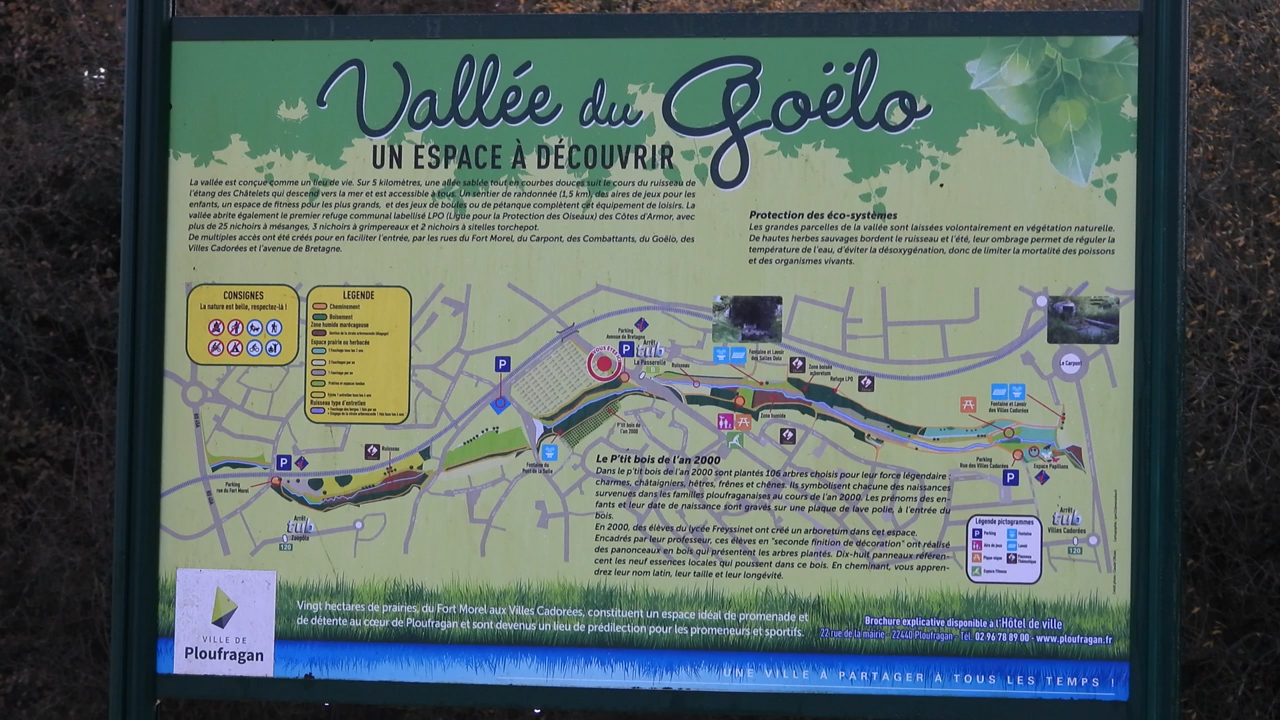 Vallée du Goëlo
UN ESPACE À DÉCOUVRIR
La vallée est conçue comme un lieu de vie. Sur 5 kilomètres, une allée sablée tout en courbes douces suit le cours du ruisseau de
l'étang des Châtelets qui descend vers la mer et est accessible à tous. Un sentier de randonnée (1,5 km), des aires de jeux pour les
enfants, un espace de fitness pour les plus grands, et des jeux de boules ou de pétanque complètent cet équipement de loisirs. La
vallée abrite également le premier refuge communal labellisé LPO (Ligue pour la Protection des Oiseaux) des Côtes d'Armor, avec
plus de 25 nichoirs à mésanges, 3 nichoirs à grimpereaux et 2 nichoirs à sitelles torchepot.
De multiples accès ont été créés pour en faciliter l'entrée, par les rues du Fort Morel, du Carpont, des Combattants, du Goëlo, des
Villes Cadorées et l'avenue de Bretagne.
Protection des éco-systèmes
Les grandes parcelles de la vallée sont laissées volontairement en végétation naturelle.
De hautes herbes sauvages bordent le ruisseau et l'été, leur ombrage permet de réguler la
température de l'eau, d'éviter la désoxygénation, donc de limiter la mortalité des poissons
et des organismes vivants.
CONSIGNES
La nature est belle, respectez-là !
LEGENDE
Cheminement
Boisement
Zone humide marécageuse
Espace prairie ou herbacée
Ruisseau type d'entretien
Parking
Avenue de Bretagne
P
Arrêt
tub
La Passerelle
VOUS ÊTES
Ruisseau
Fontaine et Lavoir
des Salles Dolo
Zone boisée
arboretum
Refuge LPO
Le Carpont
Fontaine et Lavoir
des Villes Cadorées
Zone humide
P'tit bois de
l'an 2000
P
Ruisseau
P
Parking
rue du Fort Morel
Arrêt
tub
Zoopôle
120
Parking
Rue des Villes Cadorées
Espace Papillons
P
Arrêt
tub
Villes Cadorées
120
Le P'tit bois de l'an 2000
Dans le p'tit bois de l'an 2000 sont plantés 106 arbres choisis pour leur force légendaire :
charmes, châtaigniers, hêtres, frênes et chênes. Ils symbolisent chacune des naissances
survenues dans les familles ploufraganaises au cours de l'an 2000. Les prénoms des en-
fants et leur date de naissance sont gravés sur une plaque de lave polie, à l'entrée du
bois.
En 2000, des élèves du lycée Freyssinet ont créé un arboretum dans cet espace.
Encadrés par leur professeur, ces élèves en "seconde finition de décoration" ont réalisé
des panonceaux en bois qui présentent les arbres plantés. Dix-huit panneaux référen-
cent les neuf essences locales qui poussent dans ce bois. En cheminant, vous appren-
drez leur nom latin, leur taille et leur longévité.
Légende pictogrammes
Parking
Fontaine
Aire de jeux
Lavoir
Pique-nique
Panneau
Thématique
Espace Fitness
VILLE DE
Ploufragan
Vingt hectares de prairies, du Fort Morel aux Villes Cadorées, constituent un espace idéal de promenade et
de détente au cœur de Ploufragan et sont devenus un lieu de prédilection pour les promeneurs et sportifs.
Brochure explicative disponible à l'Hôtel de ville
22 rue de la mairie - 22440 Ploufragan - Tél. 02 96 78 89 00 - www.ploufragan.fr
UNE VILLE À PARTAGER À TOUS LES TEMPS !